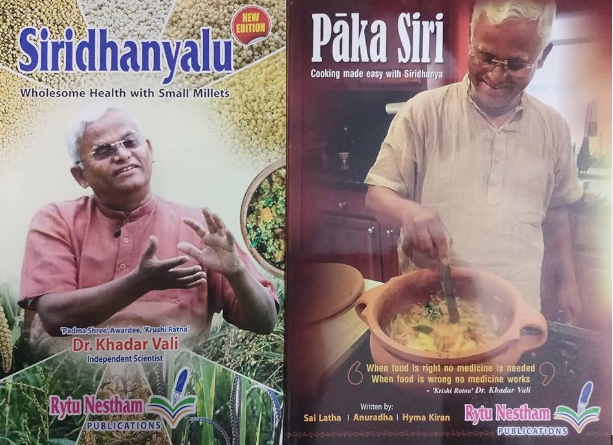 NEW
EDITION
Siridhanyalu
Wholesome Health with Small Millets
'Padma Shree' Awardee, 'Krushi Ratna'
Dr. Khadar Vali
Independent Scientist
Rytu Nestham
PUBLICATIONS
Pāka Siri
Cooking made easy with Siridhanya
When food is right no medicine is needed
When food is wrong no medicine works
- 'Krishi Ratna' Dr. Khadar Vali
Written by:
Sai Latha | Anuradha | Hyma Kiran
Rytu Nestham
PUBLICATIONS